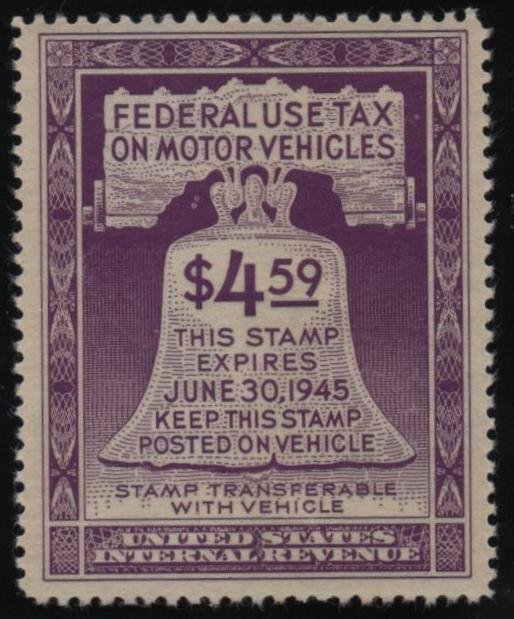 FEDERAL USE TAX
ON MOTOR VEHICLES
$4.59
THIS STAMP
EXPIRES
JUNE 30, 1945
KEEP THIS STAMP
POSTED ON VEHICLE
STAMP TRANSFERABLE
WITH VEHICLE
UNITED STATES
INTERNAL REVENUE